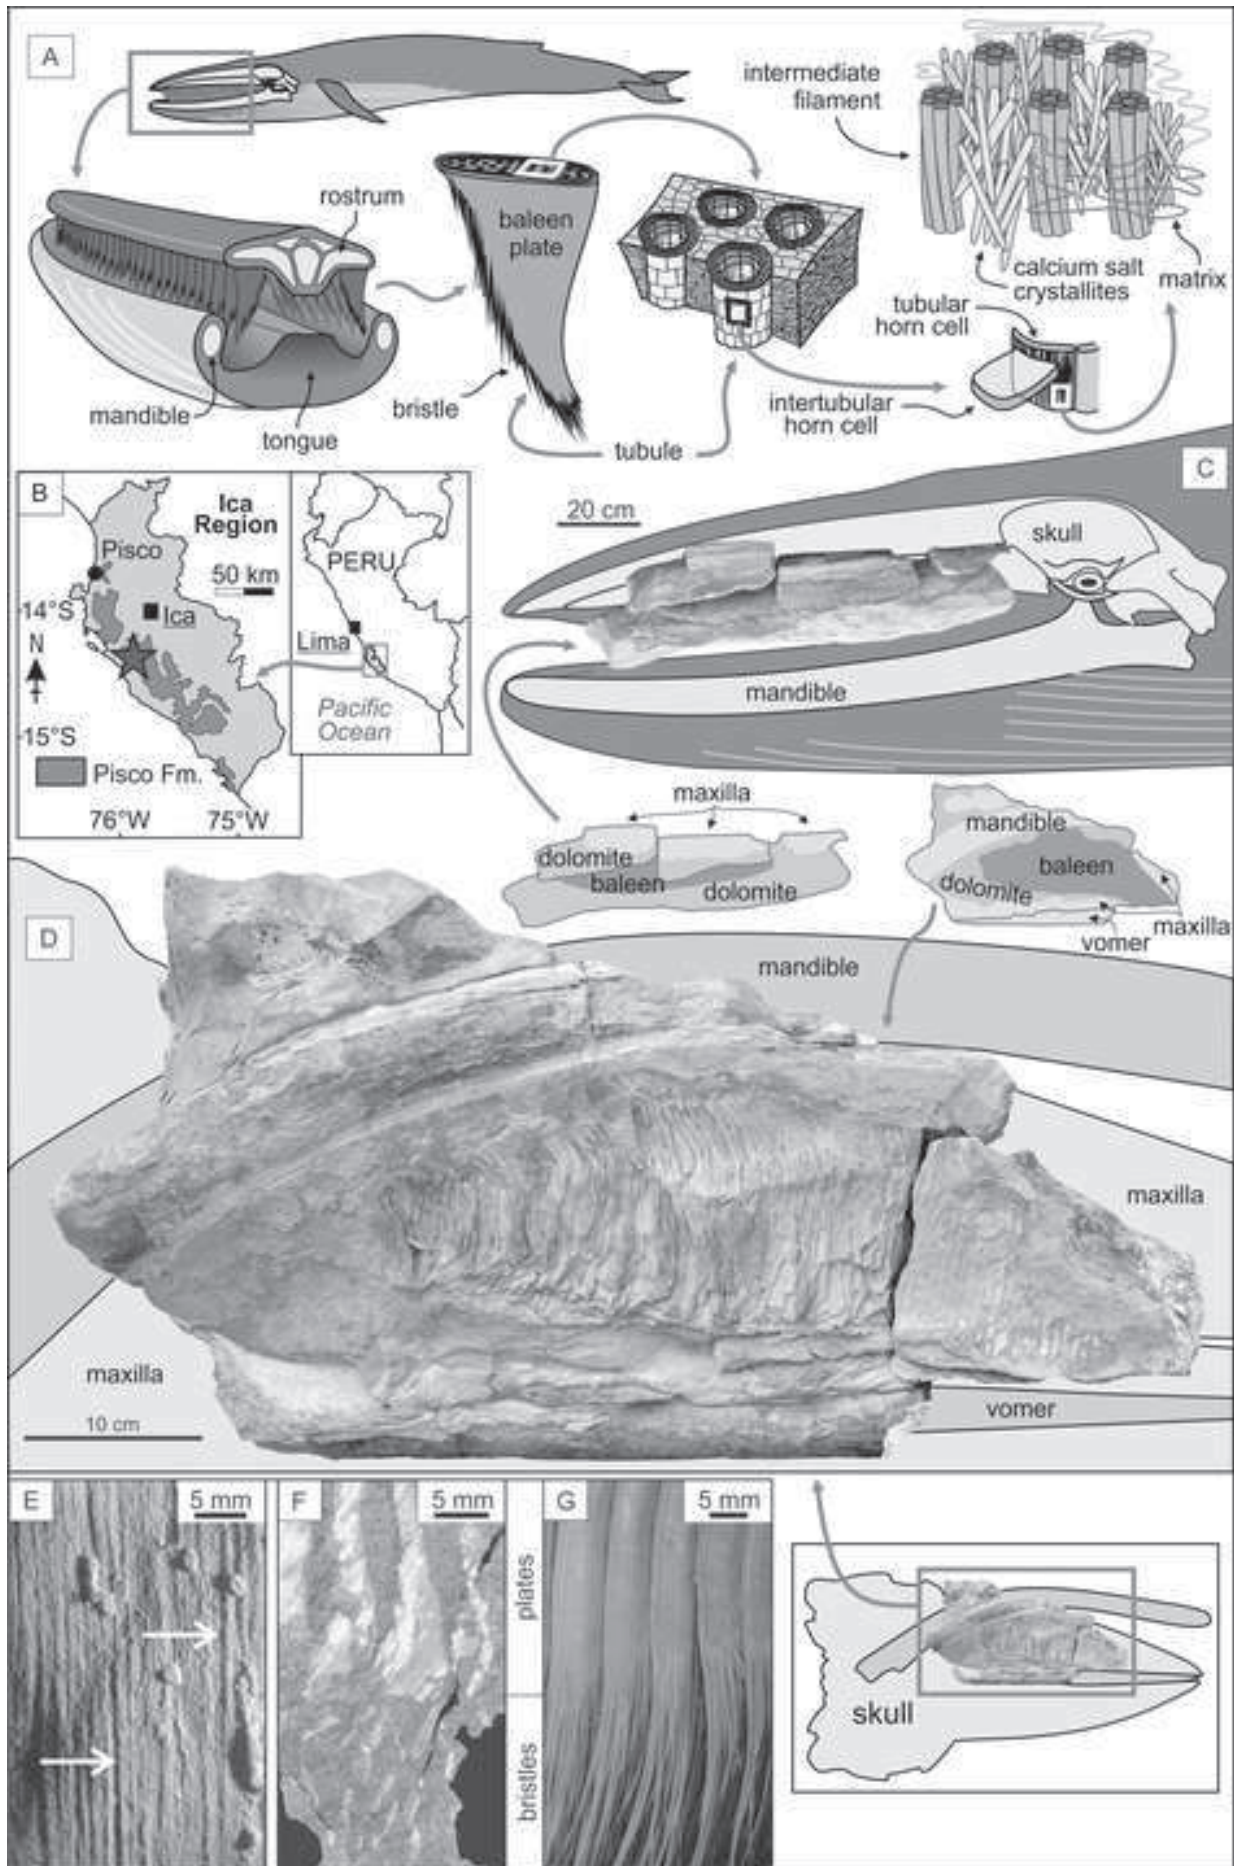 A
intermediate
filament
rostrum
baleen
plate
calcium salt
crystallites
matrix
tubular
horn cell
mandible
tongue
bristle
tubule
intertubular
horn cell
B
Ica
Region
Pisco
50 km
Ica
14°S
N
15°S
Pisco Fm.
76°W
75°W
PERU
Lima
Pacific
Ocean
C
20 cm
skull
mandible
maxilla
dolomite
baleen
dolomite
mandible
baleen
dolomite
maxilla
vomer
D
mandible
maxilla
maxilla
vomer
10 cm
E
5 mm
F
5 mm
plates
bristles
G
5 mm
skull